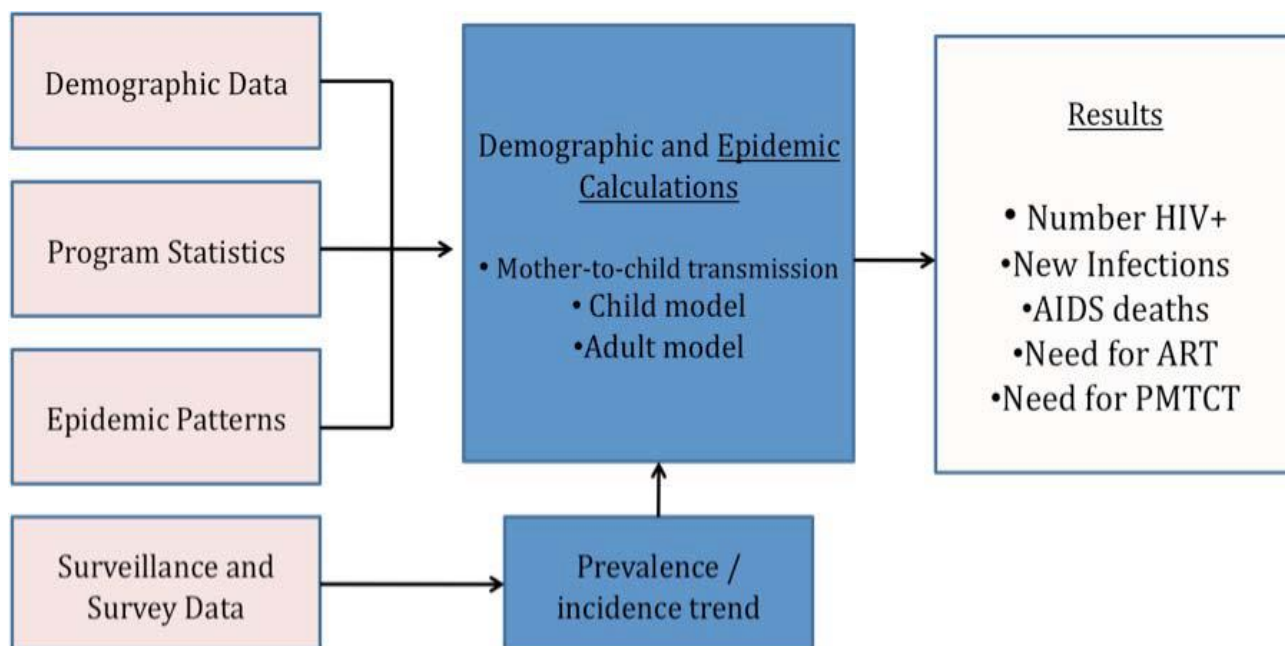 Demographic Data
Program Statistics
Epidemic Patterns
Surveillance and
Survey Data
Demographic and Epidemic
Calculations
• Mother-to-child transmission
• Child model
•Adult model
Prevalence /
incidence trend
Results
• Number HIV+
•New Infections
•AIDS deaths
•Need for ART
•Need for PMTCT